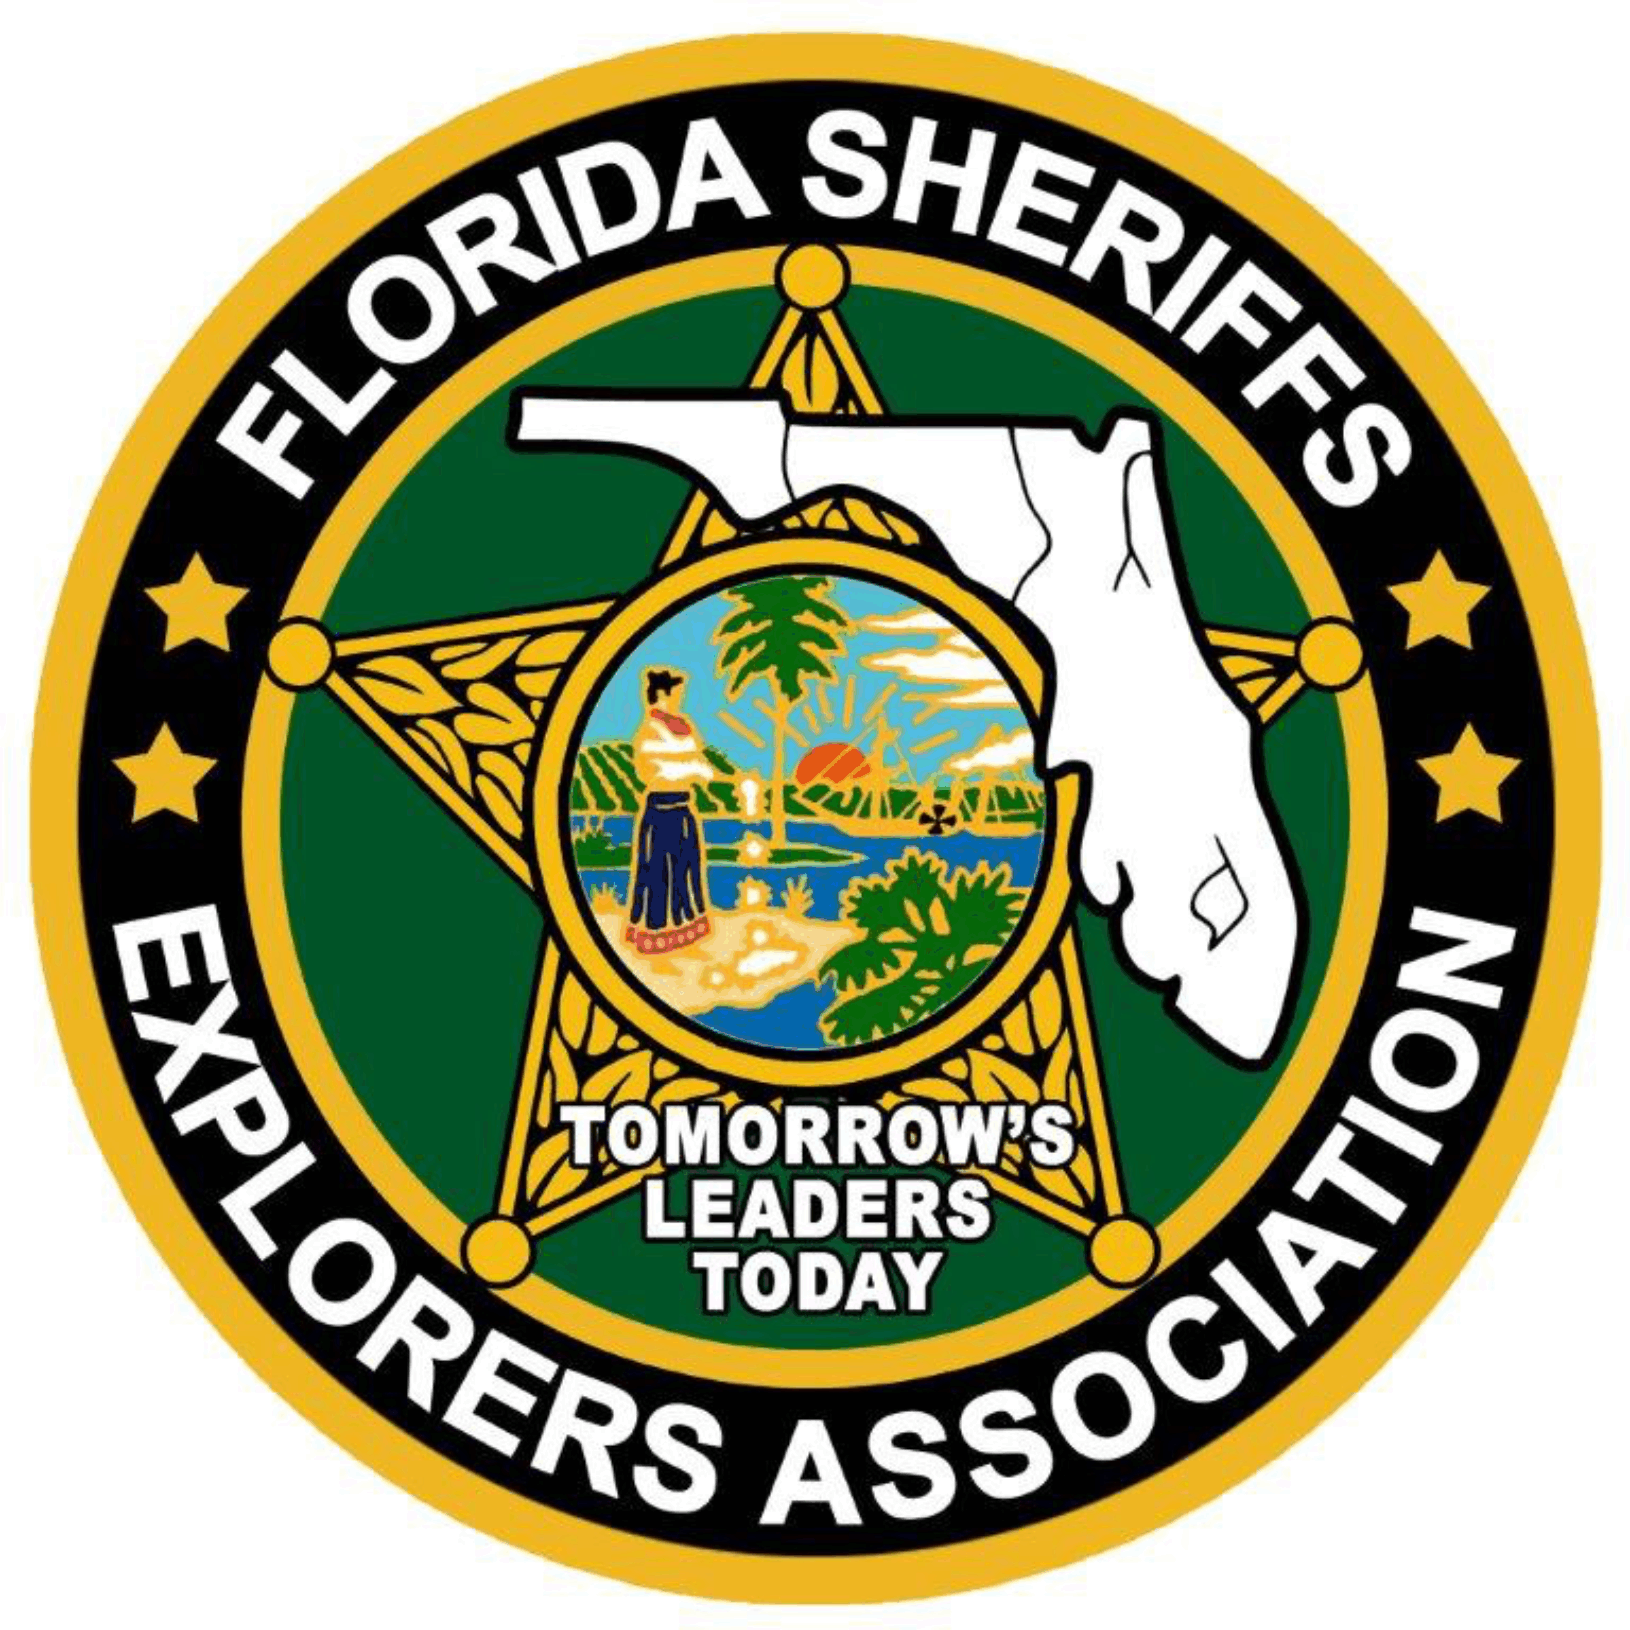 FLORIDA SHERIFFS
EXPLORERS ASSOCIATION
TOMORROW'S
LEADERS
TODAY